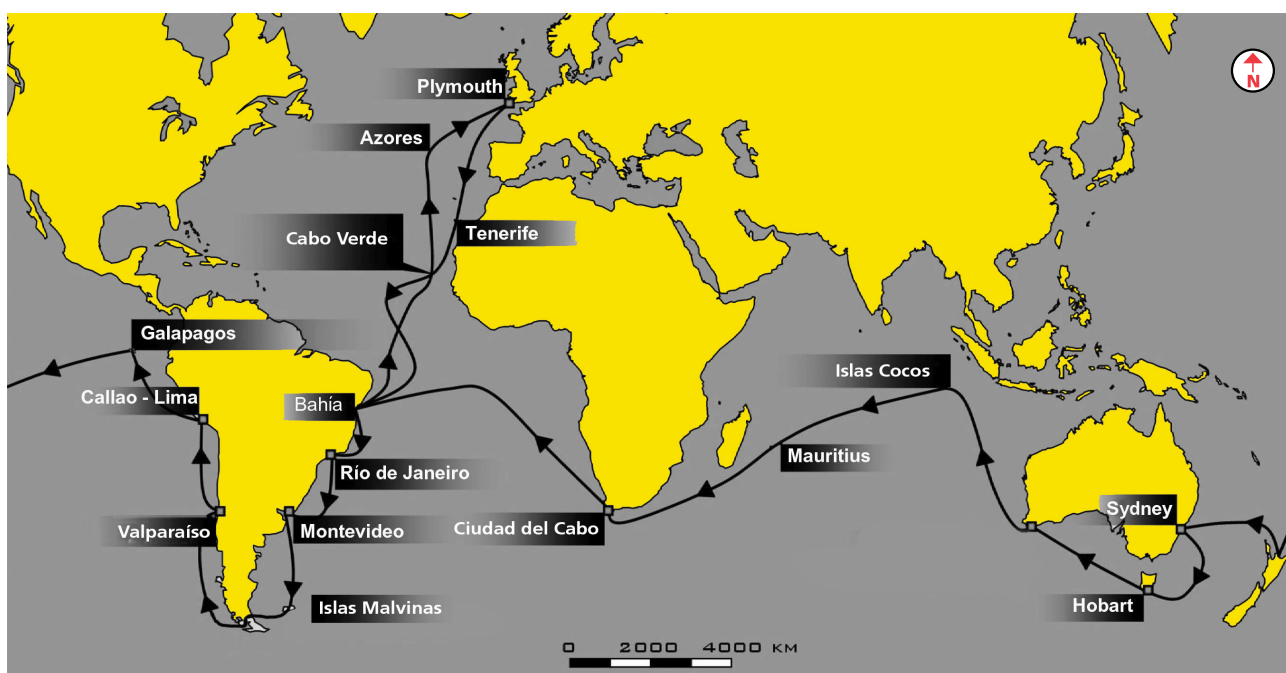 N
Plymouth
Azores
Cabo Verde
Tenerife
Galapagos
Islas Cocos
Callao - Lima
Bahía
Mauritius
Río de Janeiro
Sydney
Valparaíso
Montevideo
Ciudad del Cabo
Islas Malvinas
Hobart
0 2000 4000 KM